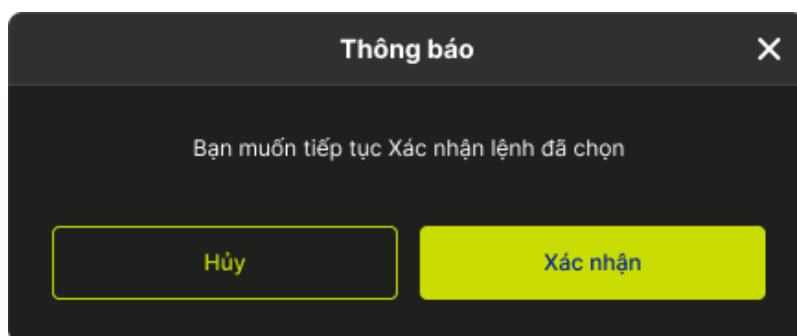 Thông báo
Bạn muốn tiếp tục Xác nhận lệnh đã chọn
Hủy
Xác nhận